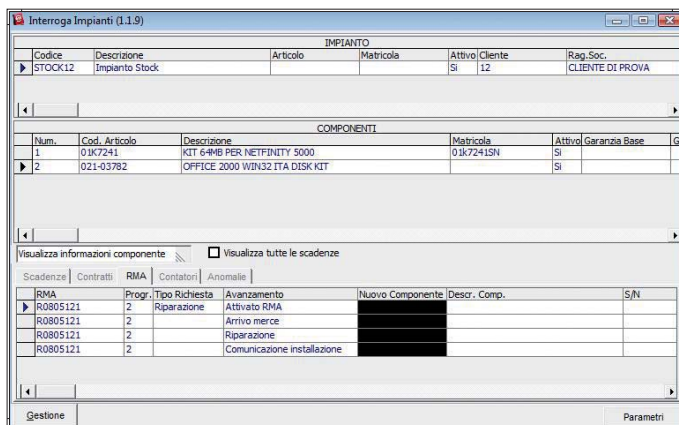 Interroga Impianti (1.1.9)
IMPIANTO
Codice Descrizione Articolo Matricola Attivo Cliente Rag.Soc.
STOCK12 Impianto Stock Si 12 CLIENTE DI PROVA
COMPONENTI
Num. Cod. Articolo Descrizione Matricola Attivo Garanzia Base G
1 01K7241 KIT 64MB PER NETFINITY 5000 01k7241SN Si
2 021-03782 OFFICE 2000 WIN32 ITA DISK KIT Si
Visualizza informazioni componente Visualizza tutte le scadenze
Scadenze Contratti RMA Contatori Anomalie
RMA Progr. Tipo Richiesta Avanzamento Nuovo Componente Descr. Comp. S/N
R0805121 2 Riparazione Attivato RMA
R0805121 2 Arrivo merce
R0805121 2 Riparazione
R0805121 2 Comunicazione installazione
Gestione Parametri